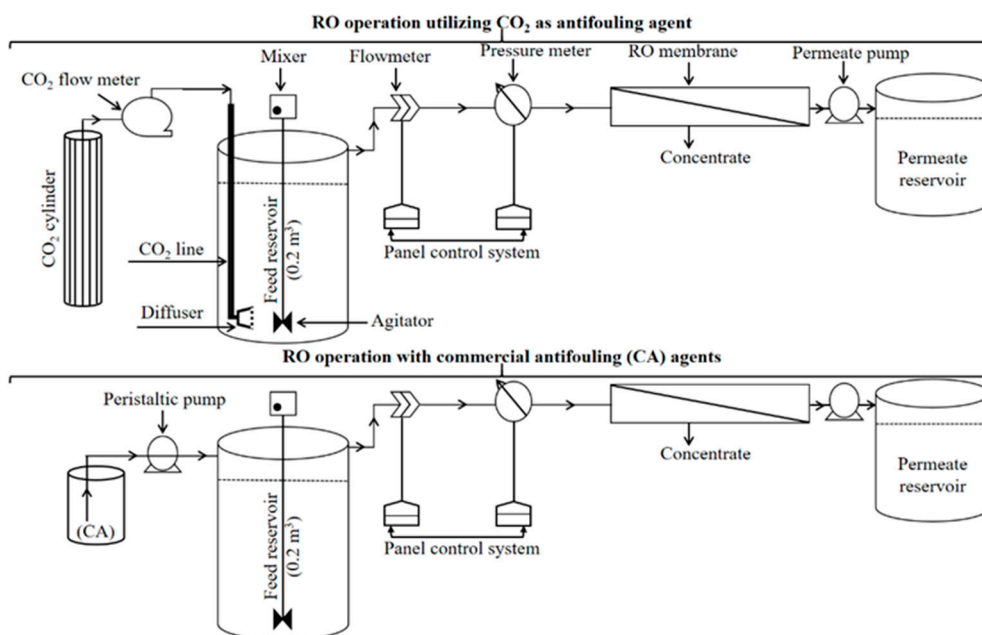 RO operation utilizing CO₂ as antifouling agent
Mixer
Flowmeter
Pressure meter
RO membrane
Permeate pump
CO₂ flow meter
CO₂ cylinder
Feed reservoir
(0.2 m³)
Concentrate
Permeate
reservoir
CO₂ line
Panel control system
Diffuser
Agitator
RO operation with commercial antifouling (CA) agents
Peristaltic pump
(CA)
Feed reservoir
(0.2 m³)
Concentrate
Permeate
reservoir
Panel control system